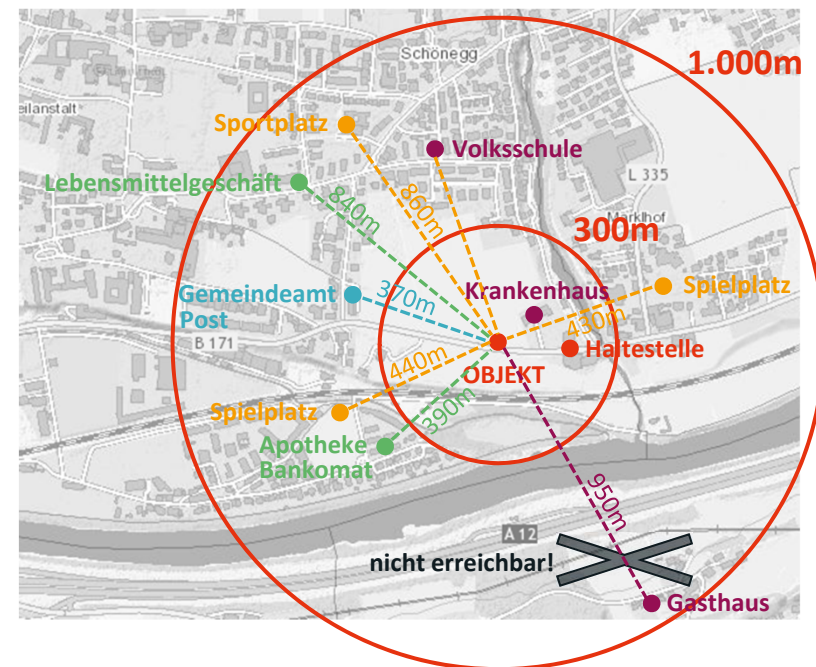 Schönegg
1.000m
eilanstalt
Sportplatz
Volksschule
L 335
Lebensmittelgeschäft
840m
860m
Marklhof
300m
Gemeindeamt
Post
370m
Krankenhaus
Spielplatz
430m
B 171
Haltestelle
OBJEKT
440m
390m
Spielplatz
Apotheke
Bankomat
950m
A 12
nicht erreichbar!
Gasthaus